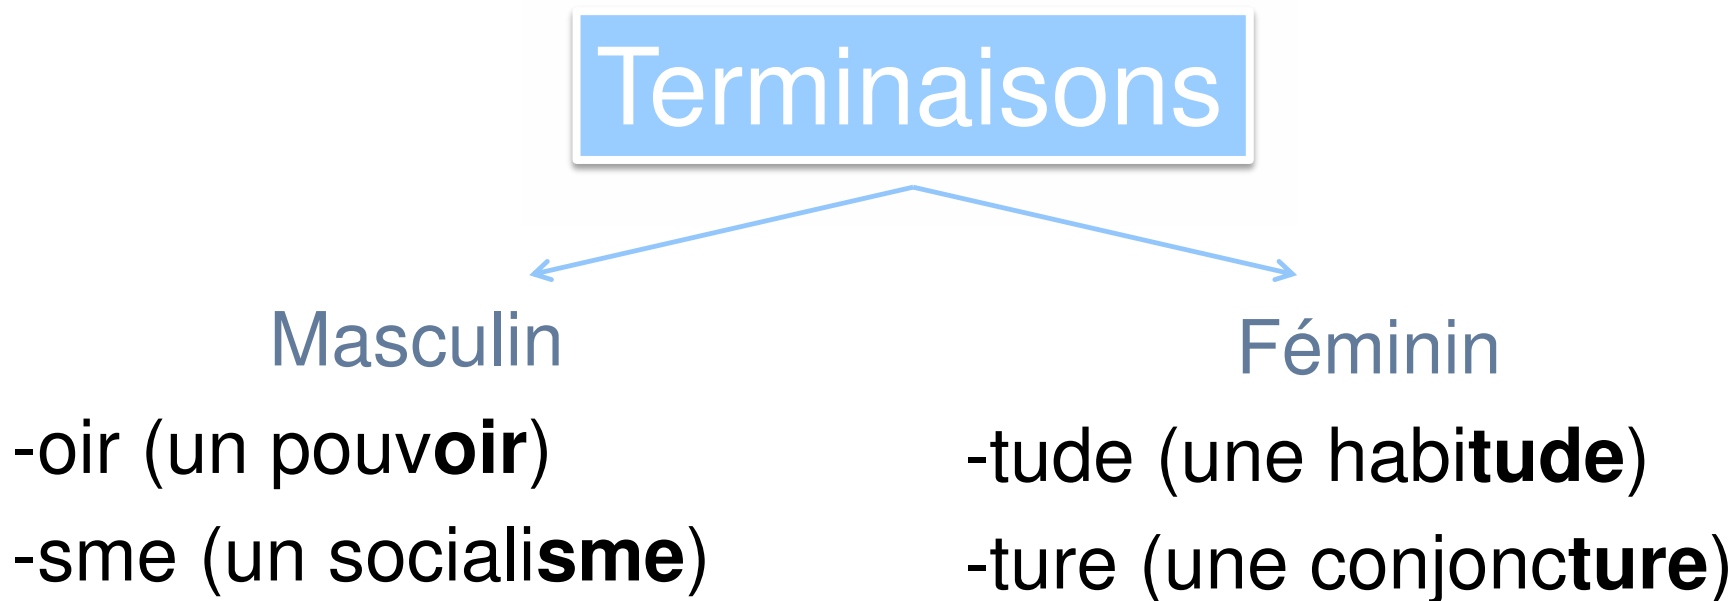 Terminaisons
Masculin
-oir (un pouvoir)
-sme (un socialisme)
Féminin
-tude (une habitude)
-ture (une conjoncture)